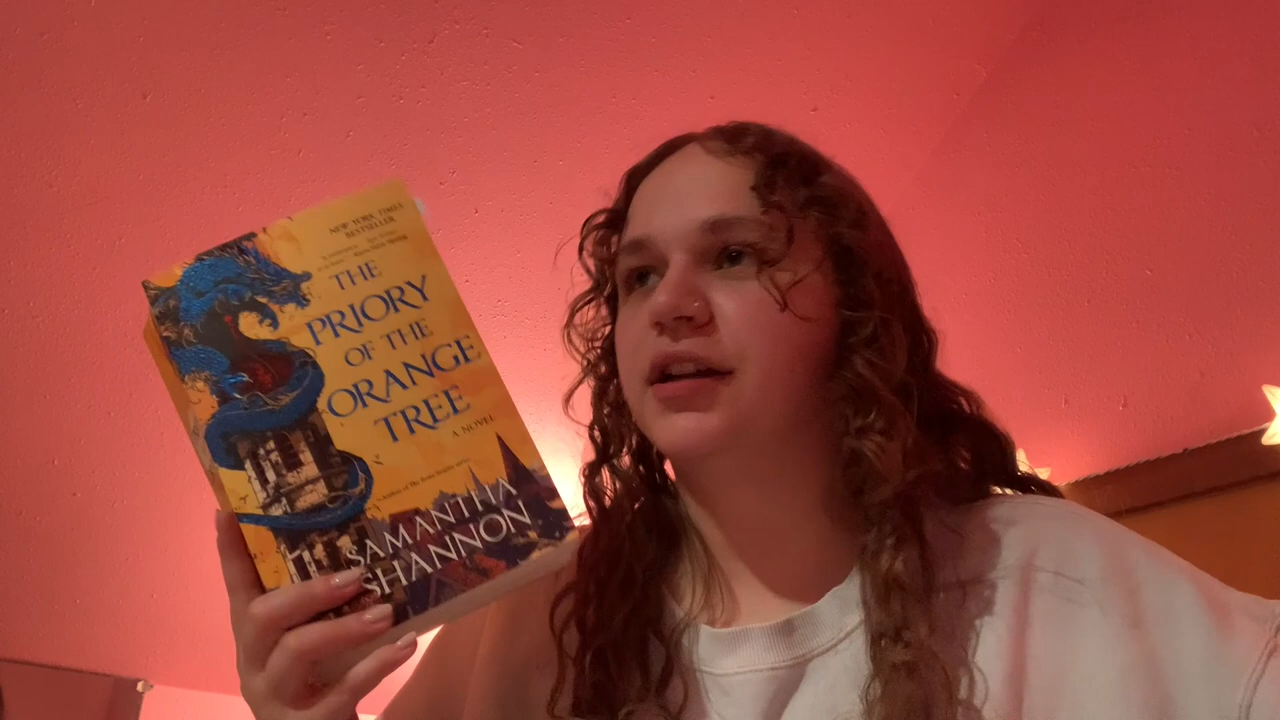 NEW YORK TIMES
BESTSELLER
THE
PRIORY
OF THE
ORANGE
TREE
A NOVEL
SAMANTHA
SHANNON